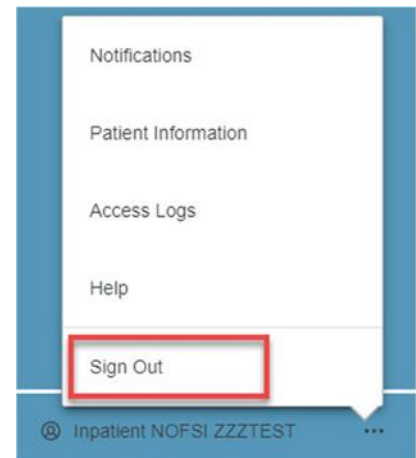 Notifications
Patient Information
Access Logs
Help
Sign Out
Inpatient NOFSI ZZZTEST